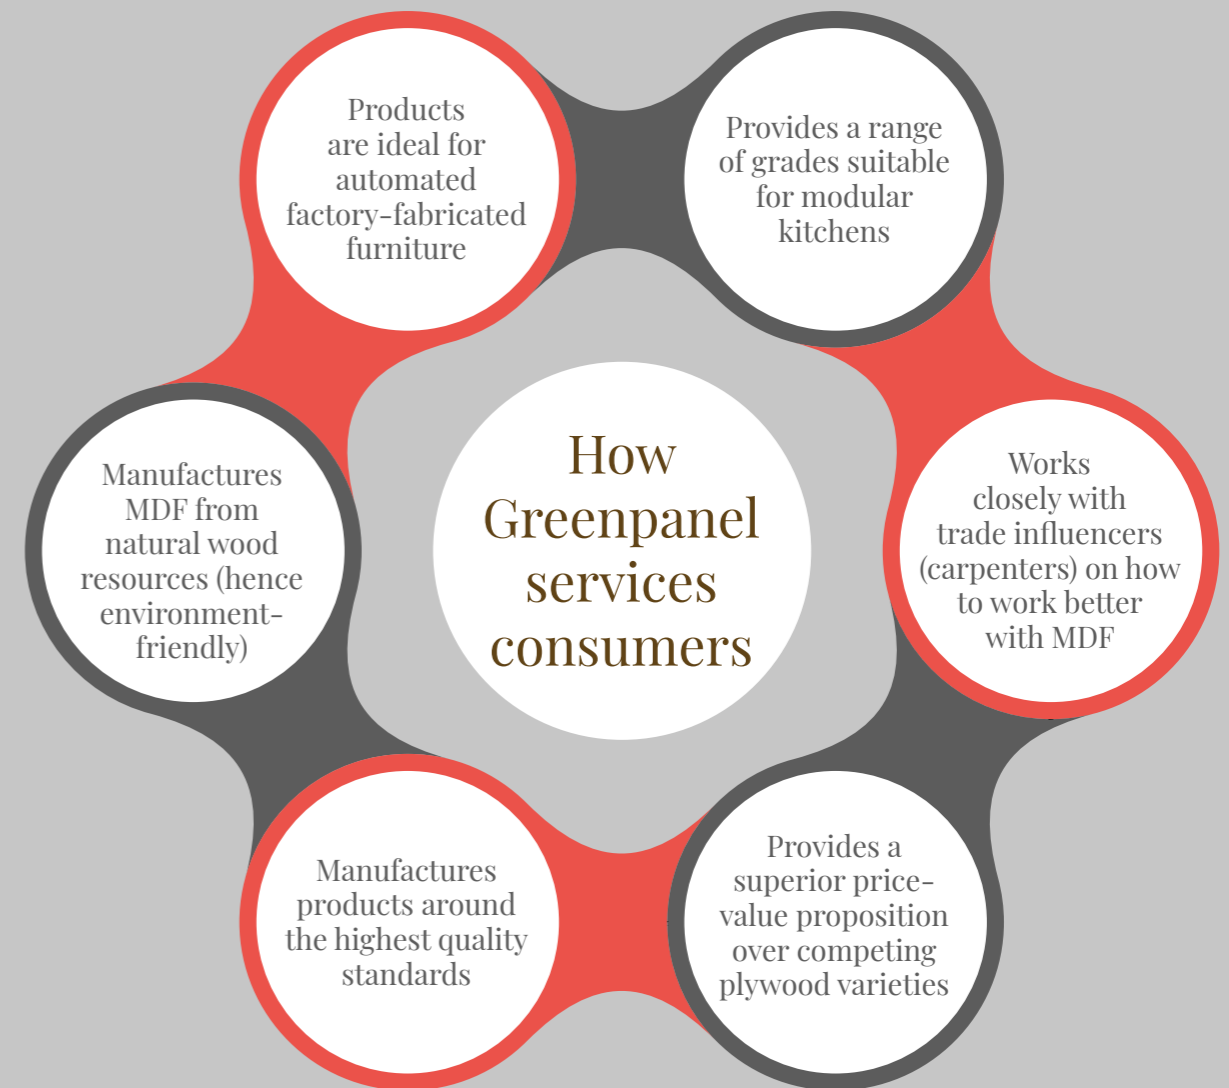 Products
are ideal for
automated
factory-fabricated
furniture
Provides a range
of grades suitable
for modular
kitchens
Manufactures
MDF from
natural wood
resources (hence
environment-
friendly)
How
Greenpanel
services
consumers
Works
closely with
trade influencers
(carpenters) on how
to work better
with MDF
Manufactures
products around
the highest quality
standards
Provides a
superior price-
value proposition
over competing
plywood varieties